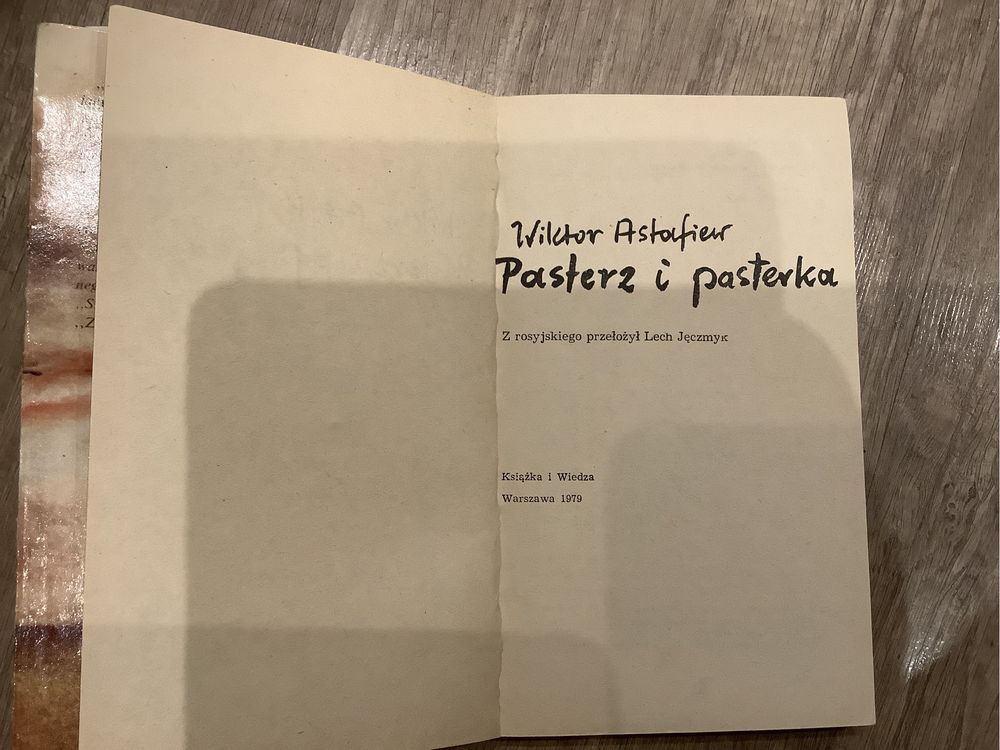 Wiktor Astafiew
Pasterz i pasterka
Z rosyjskiego przełożył Lech Jęczmyk
Książka i Wiedza
Warszawa 1979